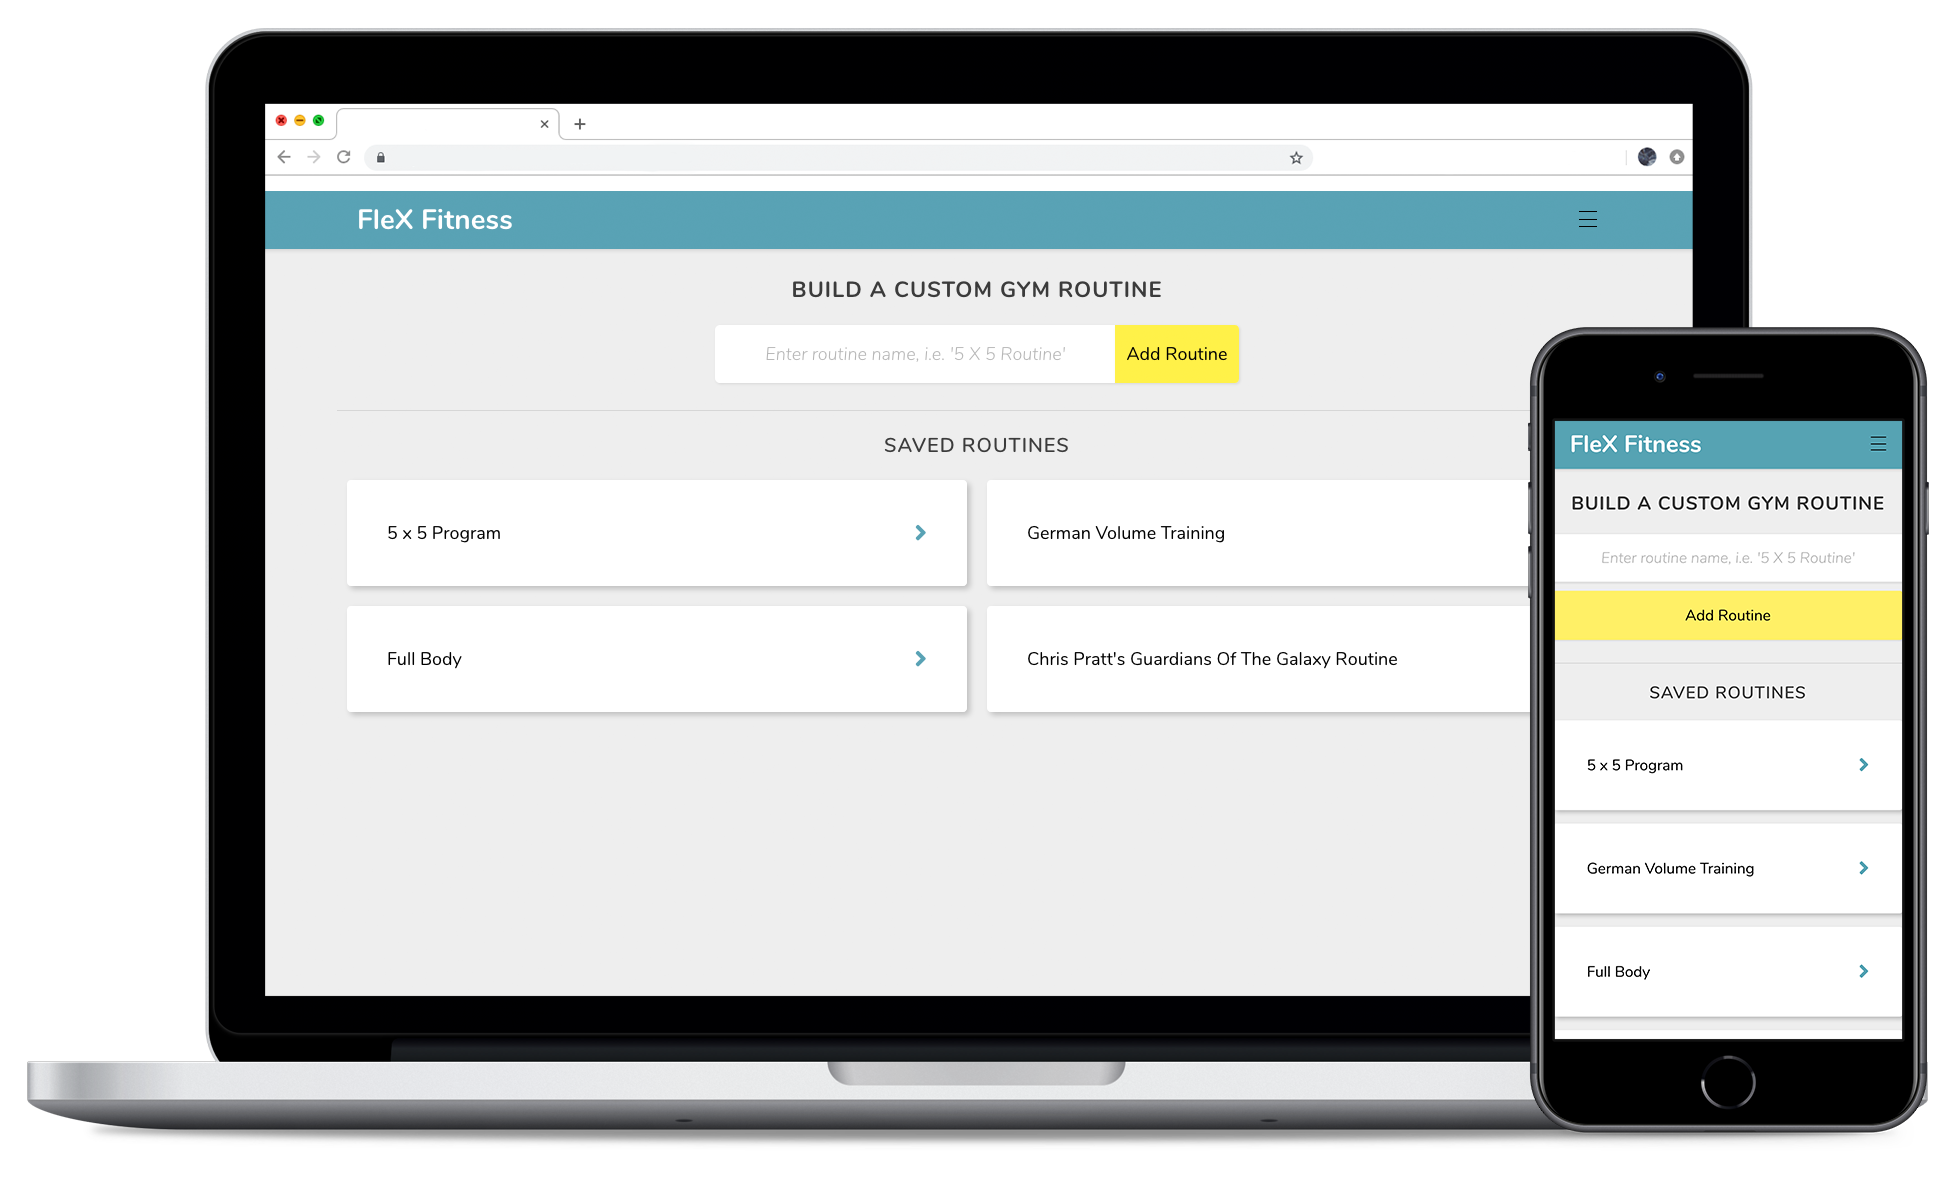 FleX Fitness
BUILD A CUSTOM GYM ROUTINE
Enter routine name, i.e. '5 X 5 Routine'
Add Routine
SAVED ROUTINES
5 x 5 Program
German Volume Training
Full Body
Chris Pratt's Guardians Of The Galaxy Routine
FleX Fitness
BUILD A CUSTOM GYM ROUTINE
Enter routine name, i.e. '5 X 5 Routine'
Add Routine
SAVED ROUTINES
5 x 5 Program
German Volume Training
Full Body